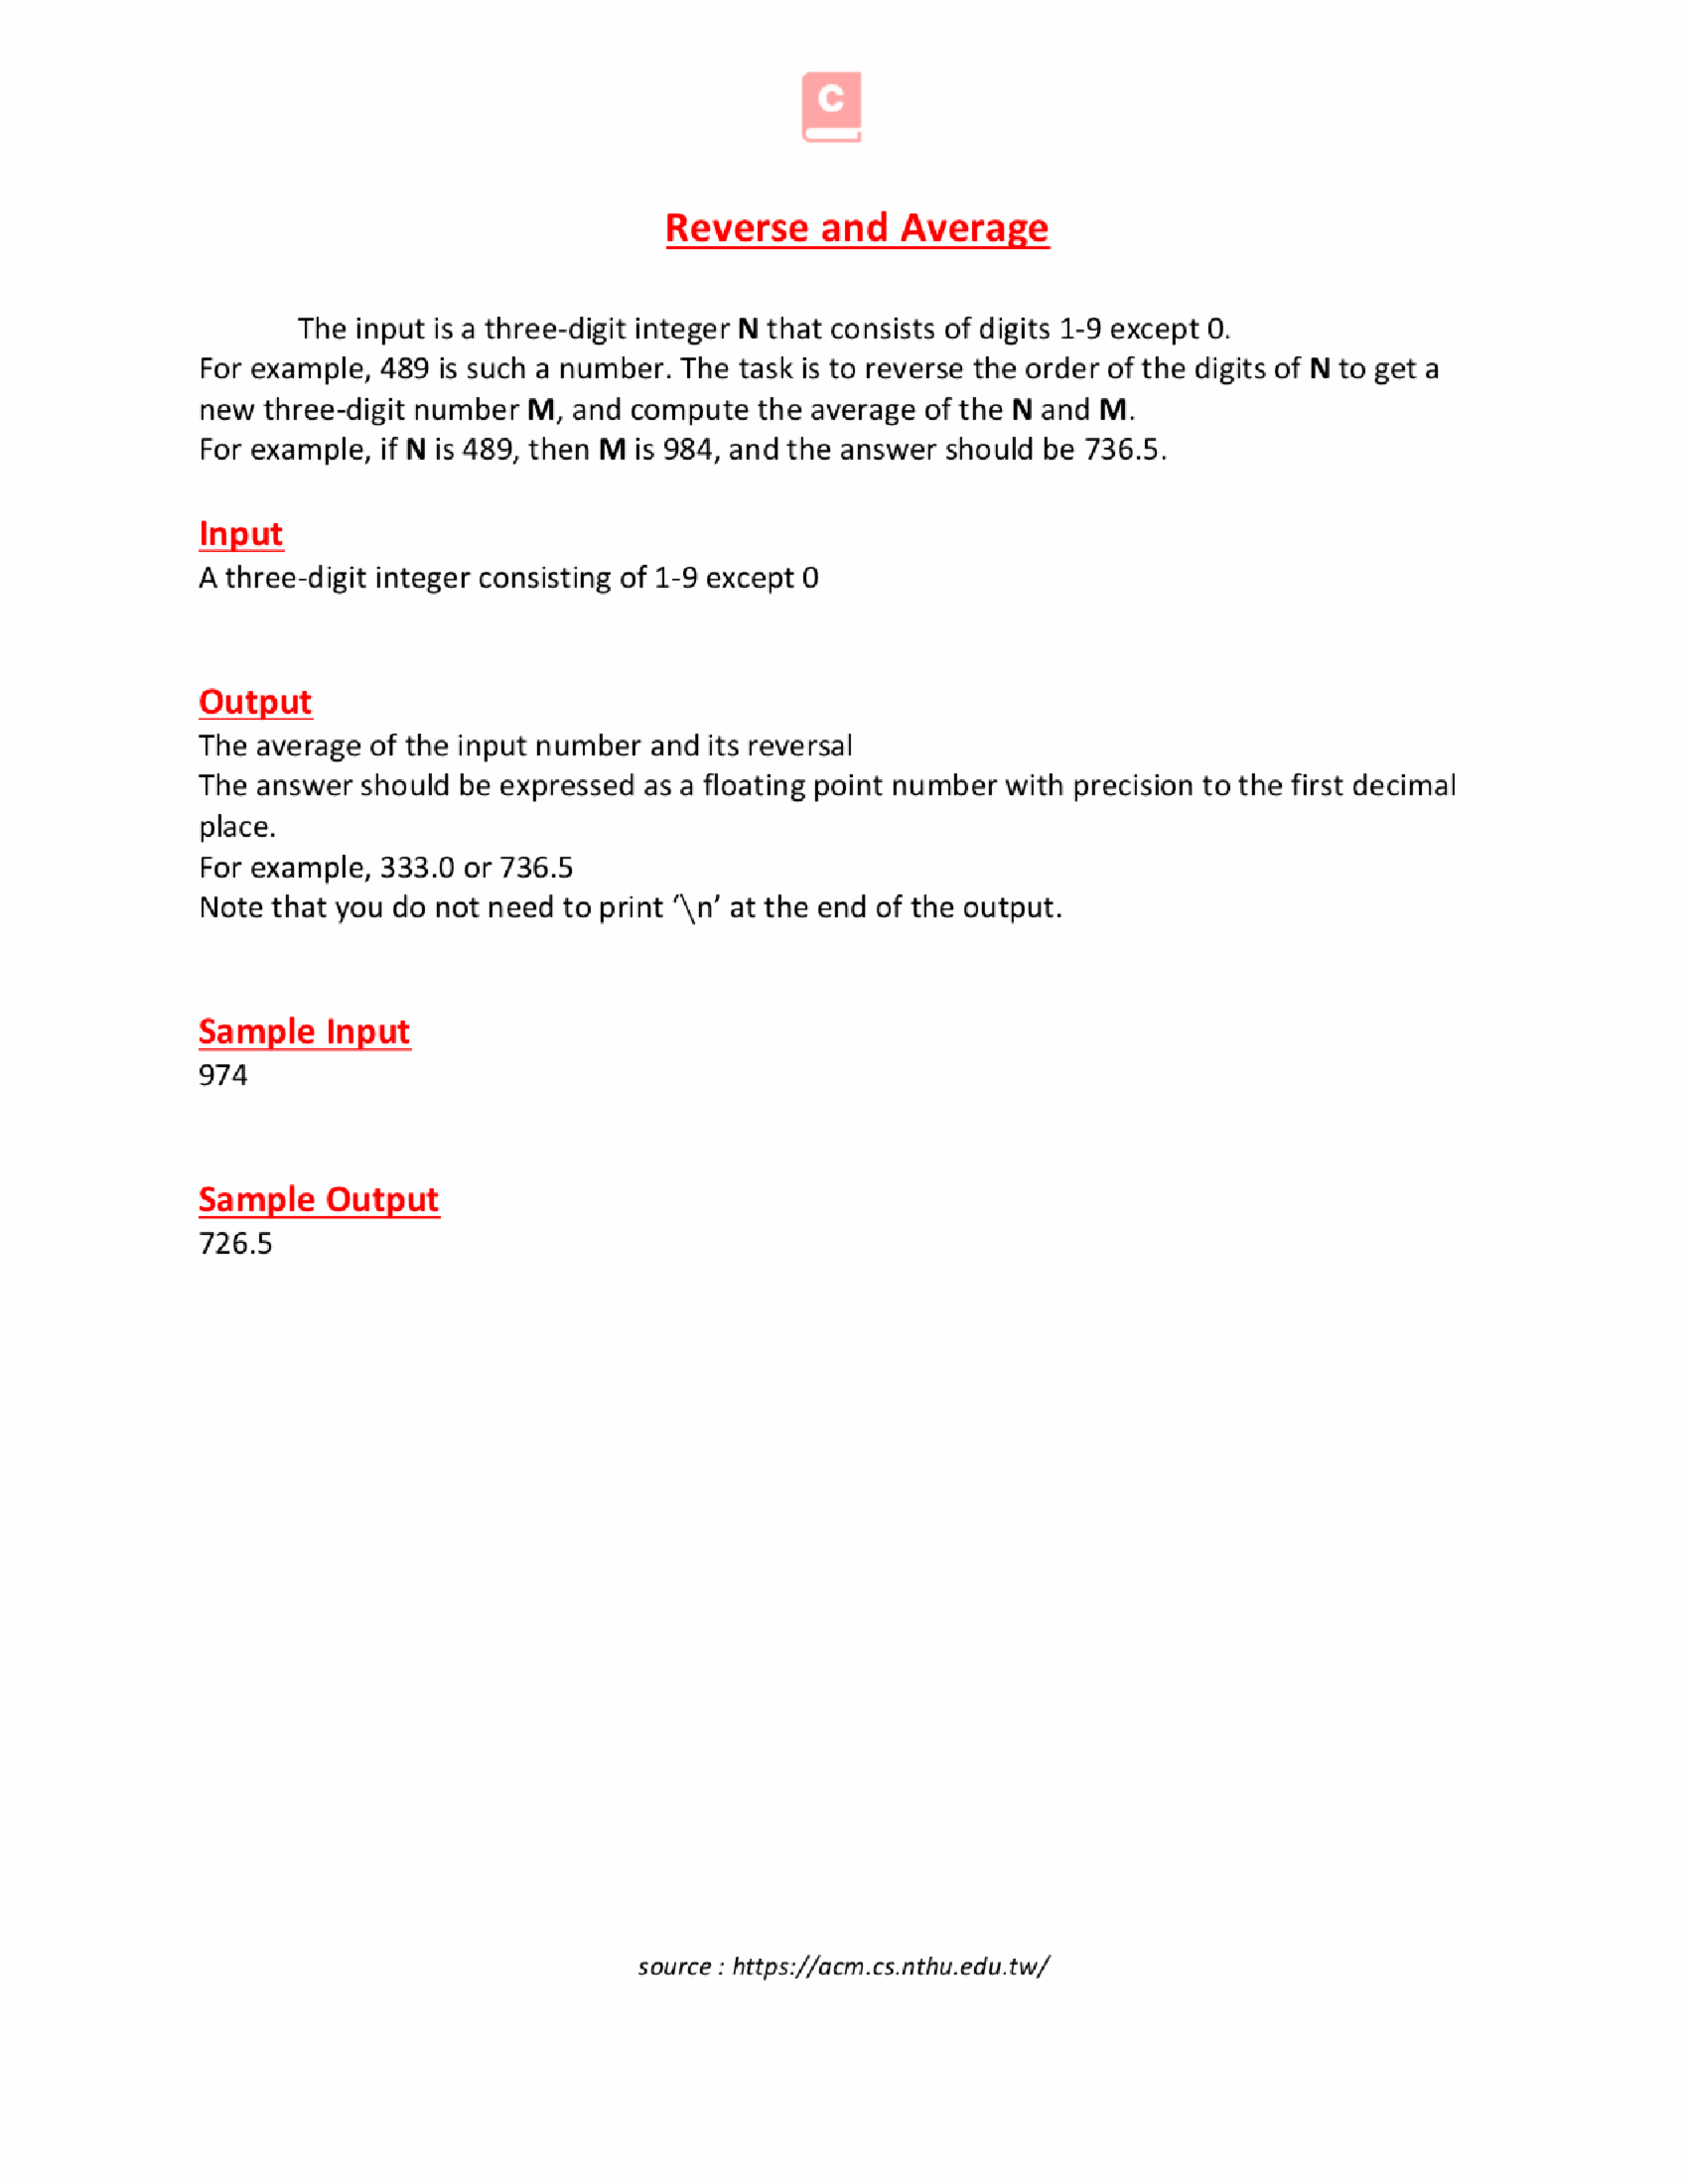 C
Reverse and Average
The input is a three-digit integer N that consists of digits 1-9 except 0.
For example, 489 is such a number. The task is to reverse the order of the digits of N to get a
new three-digit number M, and compute the average of the N and M.
For example, if N is 489, then M is 984, and the answer should be 736.5.
Input
A three-digit integer consisting of 1-9 except 0
Output
The average of the input number and its reversal
The answer should be expressed as a floating point number with precision to the first decimal
place.
For example, 333.0 or 736.5
Note that you do not need to print ‘\n’ at the end of the output.
Sample Input
974
Sample Output
726.5
source : https://acm.cs.nthu.edu.tw/